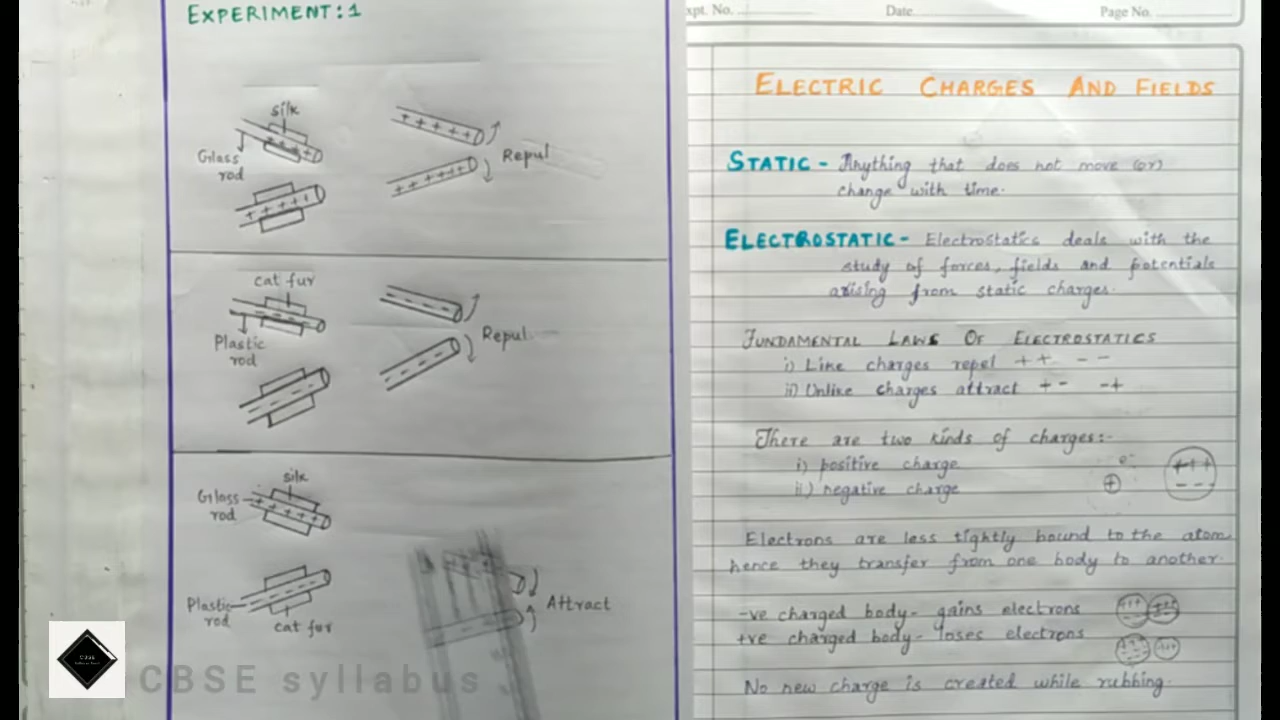 EXPERIMENT:1
silk
Glass
rod
Repul
cat fur
Plastic
rod
Repul
silk
Glass
rod
Plastic
rod
cat fur
Attract
CBSE
CBSE syllabus
xpt. No.
Date
Page No.
ELECTRIC CHARGES AND FIELDS
STATIC - Anything that does not move (or)
change with time.
ELECTROSTATIC - Electrostatics deals with the
study of forces, fields and potentials
arising from static charges.
FUNDAMENTAL LAWS OF ELECTROSTATICS
i) Like charges repel ++ --
ii) Unlike charges attract +- -+
There are two kinds of charges:-
i) positive charge
ii) negative charge
Electrons are less tightly bound to the atom,
hence they transfer from one body to another.
-ve charged body - gains electrons
+ve charged body - loses electrons
No new charge is created while rubbing.